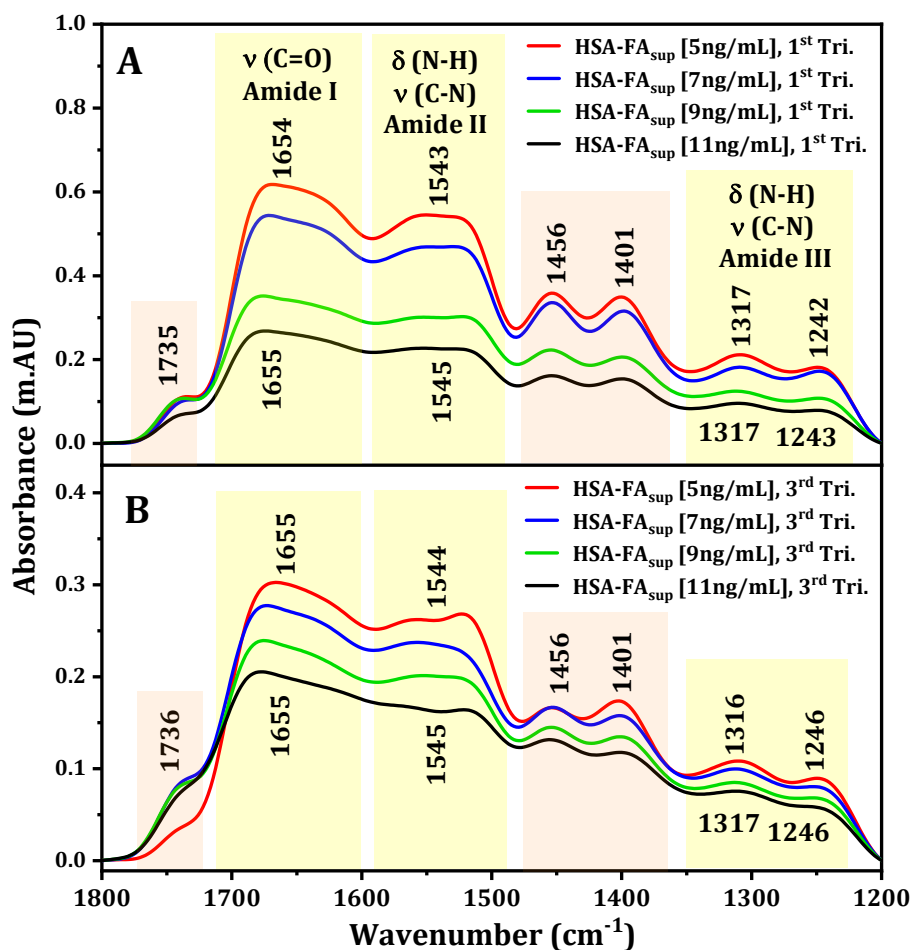 Absorbance (m.AU)
1.0
0.8
0.6
0.4
0.2
0.0
A
ν (C=O)
Amide I
δ (N-H)
ν (C-N)
Amide II
HSA-FAsup [5ng/mL], 1st Tri.
HSA-FAsup [7ng/mL], 1st Tri.
HSA-FAsup [9ng/mL], 1st Tri.
HSA-FAsup [11ng/mL], 1st Tri.
δ (N-H)
ν (C-N)
Amide III
1735
1654
1543
1456
1401
1317
1242
1655
1545
1317
1243
0.4
0.3
0.2
0.1
0.0
B
HSA-FAsup [5ng/mL], 3rd Tri.
HSA-FAsup [7ng/mL], 3rd Tri.
HSA-FAsup [9ng/mL], 3rd Tri.
HSA-FAsup [11ng/mL], 3rd Tri.
1736
1655
1544
1456
1401
1316
1246
1655
1545
1317
1246
1800
1700
1600
1500
1400
1300
1200
Wavenumber (cm-1)